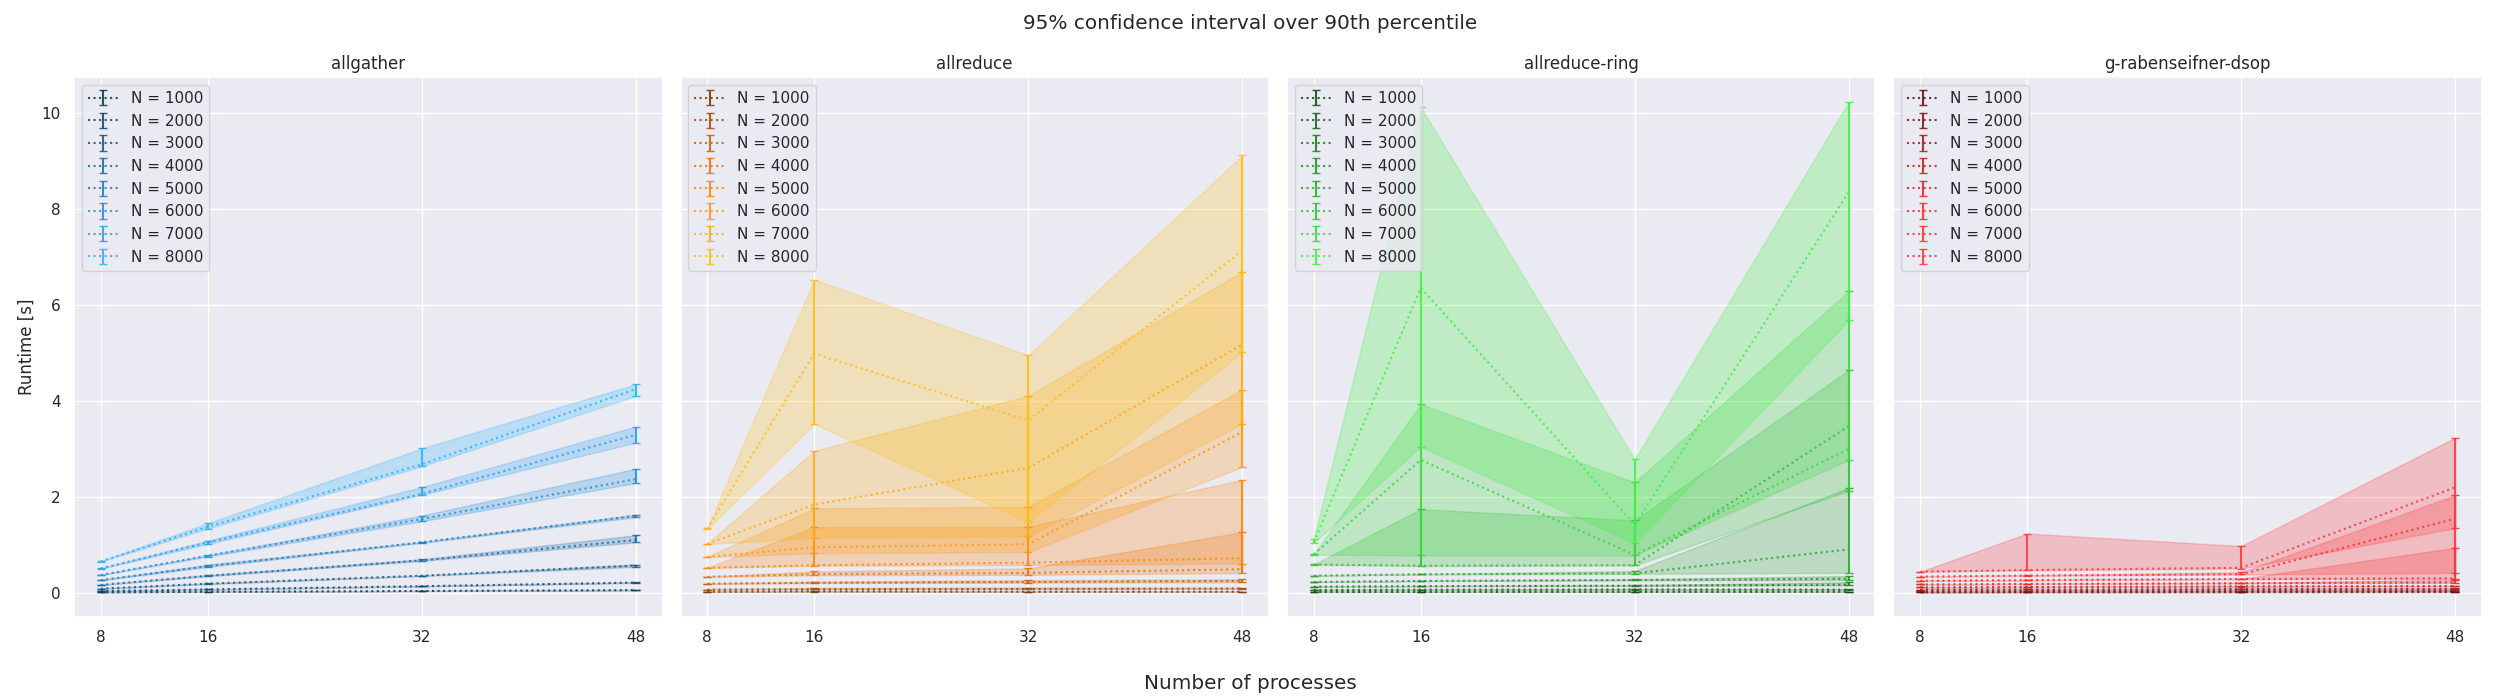 95% confidence interval over 90th percentile
allgather
allreduce
allreduce-ring
g-rabenseifner-dsop
Runtime [s]
10
8
6
4
2
0
N = 1000
N = 2000
N = 3000
N = 4000
N = 5000
N = 6000
N = 7000
N = 8000
8 16 32 48
N = 1000
N = 2000
N = 3000
N = 4000
N = 5000
N = 6000
N = 7000
N = 8000
8 16 32 48
N = 1000
N = 2000
N = 3000
N = 4000
N = 5000
N = 6000
N = 7000
N = 8000
8 16 32 48
N = 1000
N = 2000
N = 3000
N = 4000
N = 5000
N = 6000
N = 7000
N = 8000
8 16 32 48
Number of processes